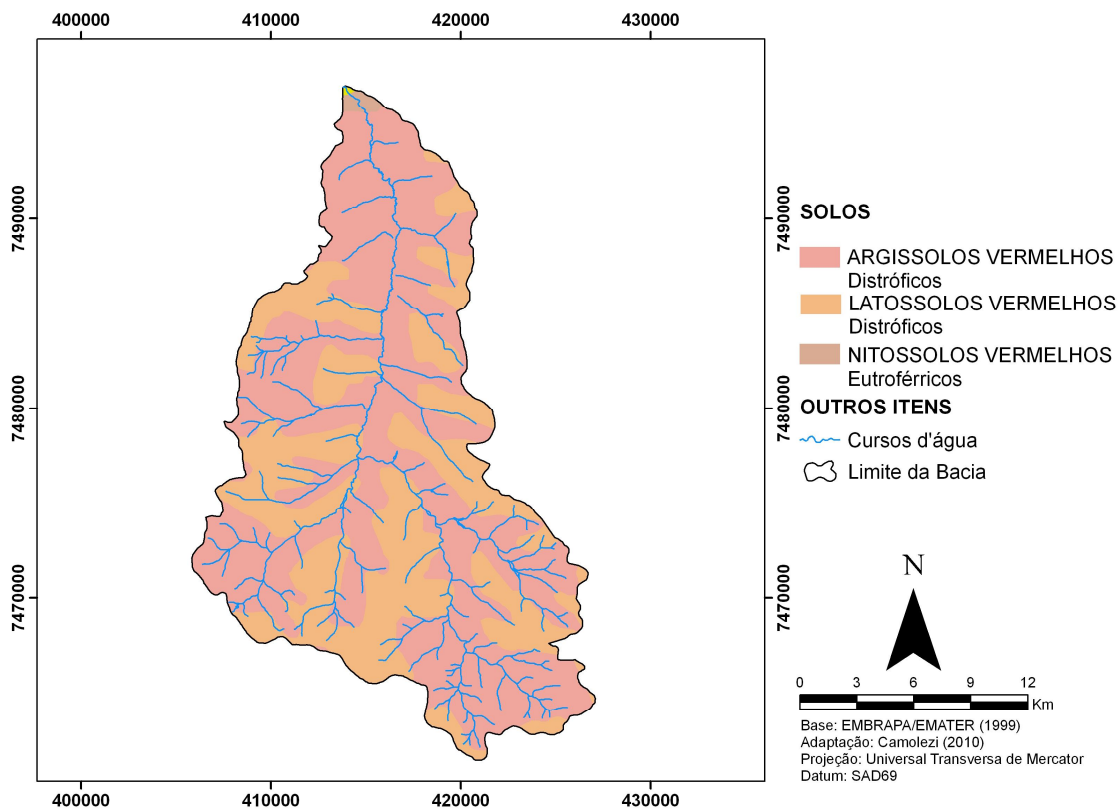 400000 410000 420000 430000
7490000 7490000
7480000 7480000
7470000 7470000
400000 410000 420000 430000
SOLOS
ARGISSOLOS VERMELHOS
Distróficos
LATOSSOLOS VERMELHOS
Distróficos
NITOSSOLOS VERMELHOS
Eutroférricos
OUTROS ITENS
Cursos d'água
Limite da Bacia
N
0 3 6 9 12
Km
Base: EMBRAPA/EMATER (1999)
Adaptação: Camolezi (2010)
Projeção: Universal Transversa de Mercator
Datum: SAD69